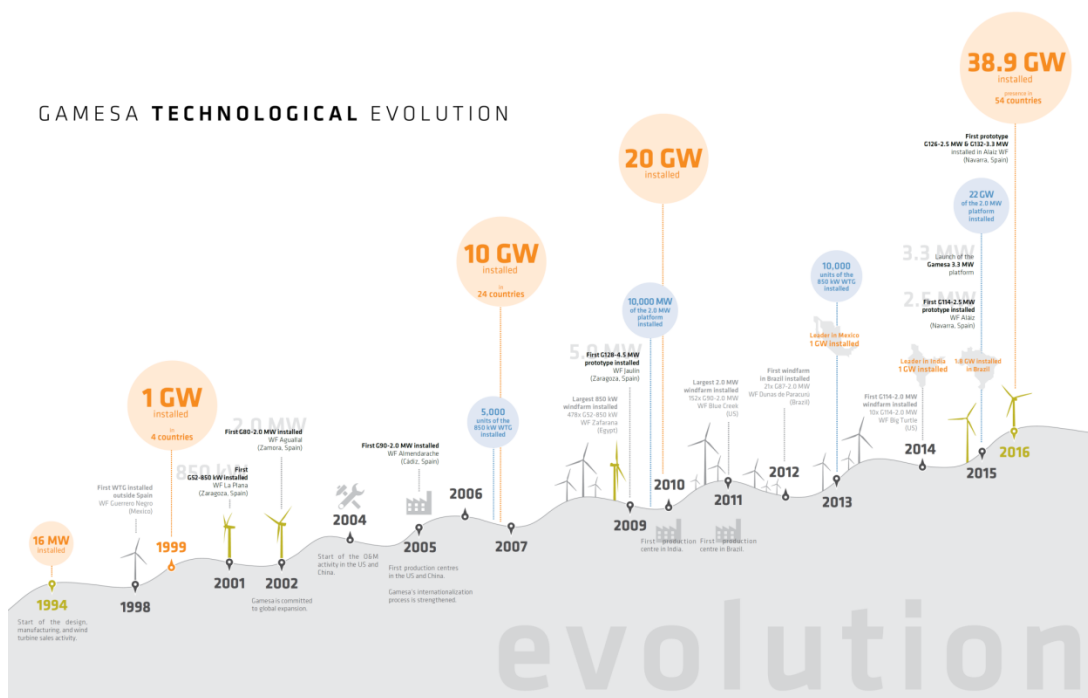 GAMESA TECHNOLOGICAL EVOLUTION
16 MW
installed
1994
Start of the design,
manufacturing, and wind
turbine sales activity.
First WTG installed
outside Spain
WF Guerrero Negro
(Mexico)
1998
1 GW
installed
in
4 countries
1999
850 kW
First
G52-850 kW installed
WF La Plana
(Zaragoza, Spain)
2001
2.0 MW
First G80-2.0 MW installed
WF Aguallal
(Zamora, Spain)
2002
Gamesa is committed
to global expansion.
2004
Start of the O&M
activity in the US and
China.
First G90-2.0 MW installed
WF Almendarache
(Cádiz, Spain)
2005
First production centres
in the US and China.
Gamesa's internationalization
process is strengthened.
2006
5,000
units of the
850 kW WTG
installed
10 GW
installed
in
24 countries
2007
Largest 850 kW
windfarm installed
478x G52-850 kW
WF Zafarana
(Egypt)
5.0 MW
First G128-4.5 MW
prototype installed
WF Jaulín
(Zaragoza, Spain)
2009
10,000 MW
of the 2.0 MW
platform
installed
20 GW
installed
2010
First production
centre in India.
Largest 2.0 MW
windfarm installed
152x G90-2.0 MW
WF Blue Creek
(US)
2011
First production
centre in Brazil.
First windfarm
in Brazil installed
21x G87-2.0 MW
WF Dunas de Paracurú
(Brazil)
2012
10,000
units of the
850 kW WTG
installed
Leader in Mexico
1 GW installed
2013
First G114-2.0 MW
windfarm installed
10x G114-2.0 MW
WF Big Turtle
(US)
Leader in India
1 GW installed
2014
3.3 MW
Launch of the
Gamesa 3.3 MW
platform
2.5 MW
First G114-2.5 MW
prototype installed
WF Alaiz
(Navarra, Spain)
22 GW
of the 2.0 MW
platform
installed
1.8 GW installed
in Brazil
2015
First prototype
G126-2.5 MW & G132-3.3 MW
installed in Alaiz WF
(Navarra, Spain)
38.9 GW
installed
presence in
54 countries
2016
evolution